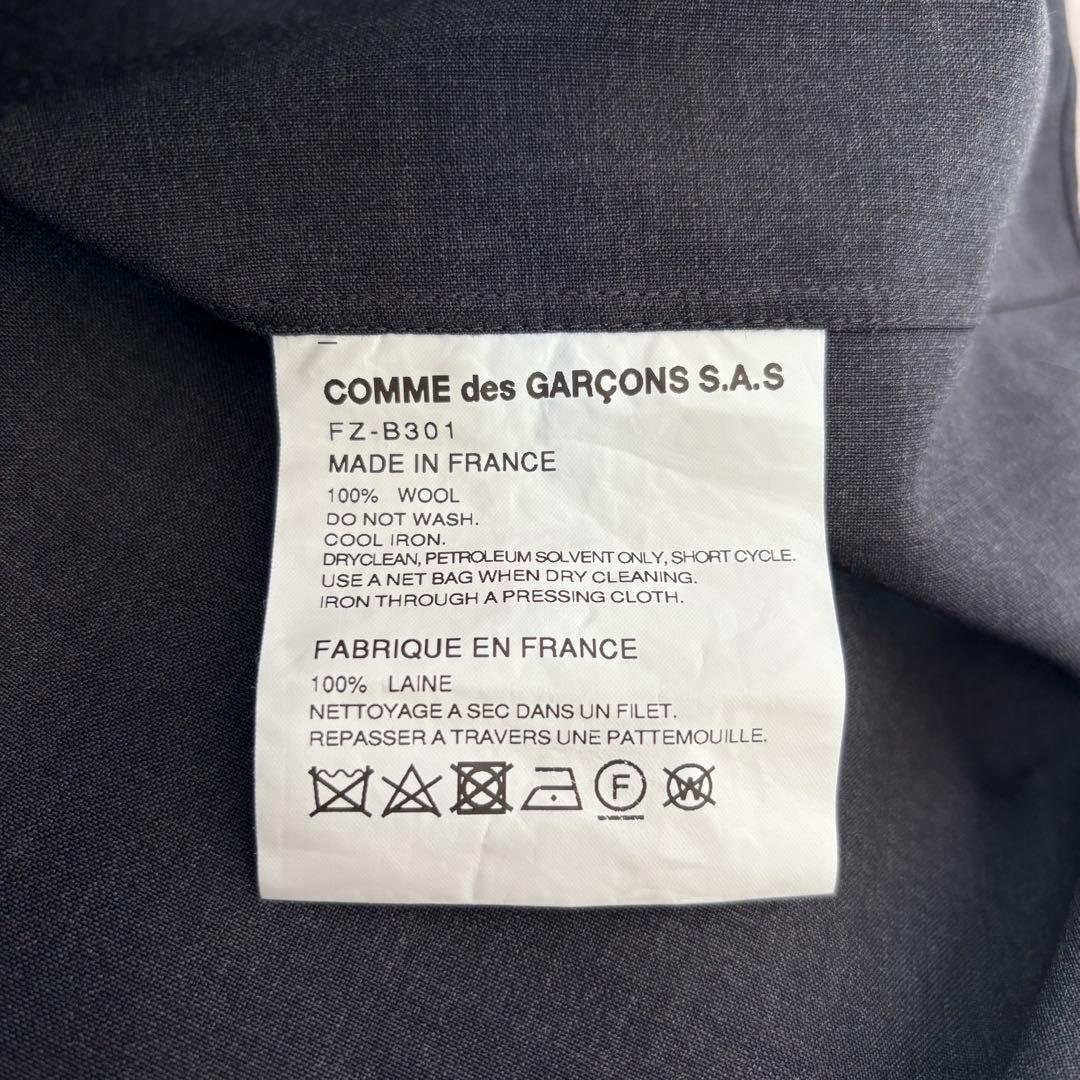 COMME des GARÇONS S.A.S
FZ-B301
MADE IN FRANCE
100% WOOL
DO NOT WASH.
COOL IRON.
DRYCLEAN, PETROLEUM SOLVENT ONLY, SHORT CYCLE.
USE A NET BAG WHEN DRY CLEANING.
IRON THROUGH A PRESSING CLOTH.
FABRIQUE EN FRANCE
100% LAINE
NETTOYAGE A SEC DANS UN FILET.
REPASSER A TRAVERS UNE PATTEMOUILLE.
F W